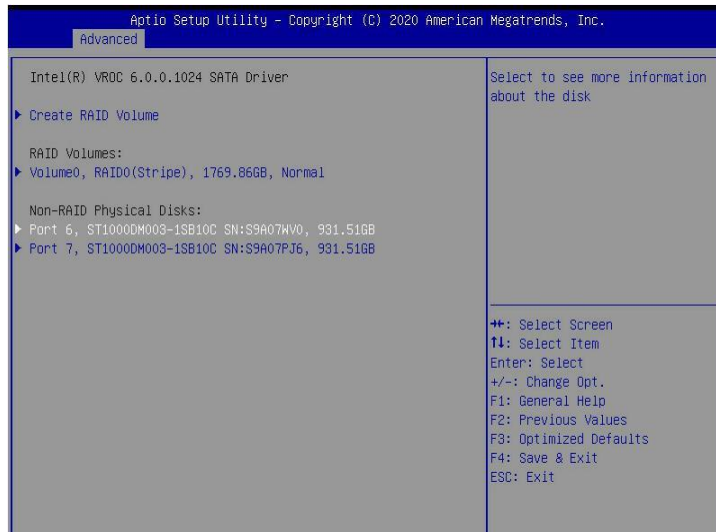 Aptio Setup Utility – Copyright (C) 2020 American Megatrends, Inc.
Advanced
Intel(R) VROC 6.0.0.1024 SATA Driver
Create RAID Volume
RAID Volumes:
Volume0, RAID0(Stripe), 1769.86GB, Normal
Non-RAID Physical Disks:
Port 6, ST1000DM003-1SB10C SN:S9A07WV0, 931.51GB
Port 7, ST1000DM003-1SB10C SN:S9A07PJ6, 931.51GB
Select to see more information
about the disk
→←: Select Screen
↑↓: Select Item
Enter: Select
+/-: Change Opt.
F1: General Help
F2: Previous Values
F3: Optimized Defaults
F4: Save & Exit
ESC: Exit